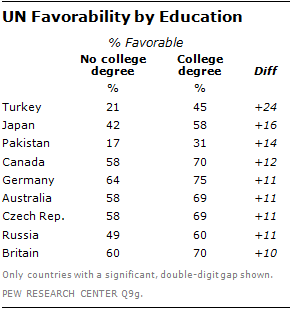 UN Favorability by Education
% Favorable
No college degree College degree Diff
% %
Turkey 21 45 +24
Japan 42 58 +16
Pakistan 17 31 +14
Canada 58 70 +12
Germany 64 75 +11
Australia 58 69 +11
Czech Rep. 58 69 +11
Russia 49 60 +11
Britain 60 70 +10
Only countries with a significant, double-digit gap shown.
PEW RESEARCH CENTER Q9g.